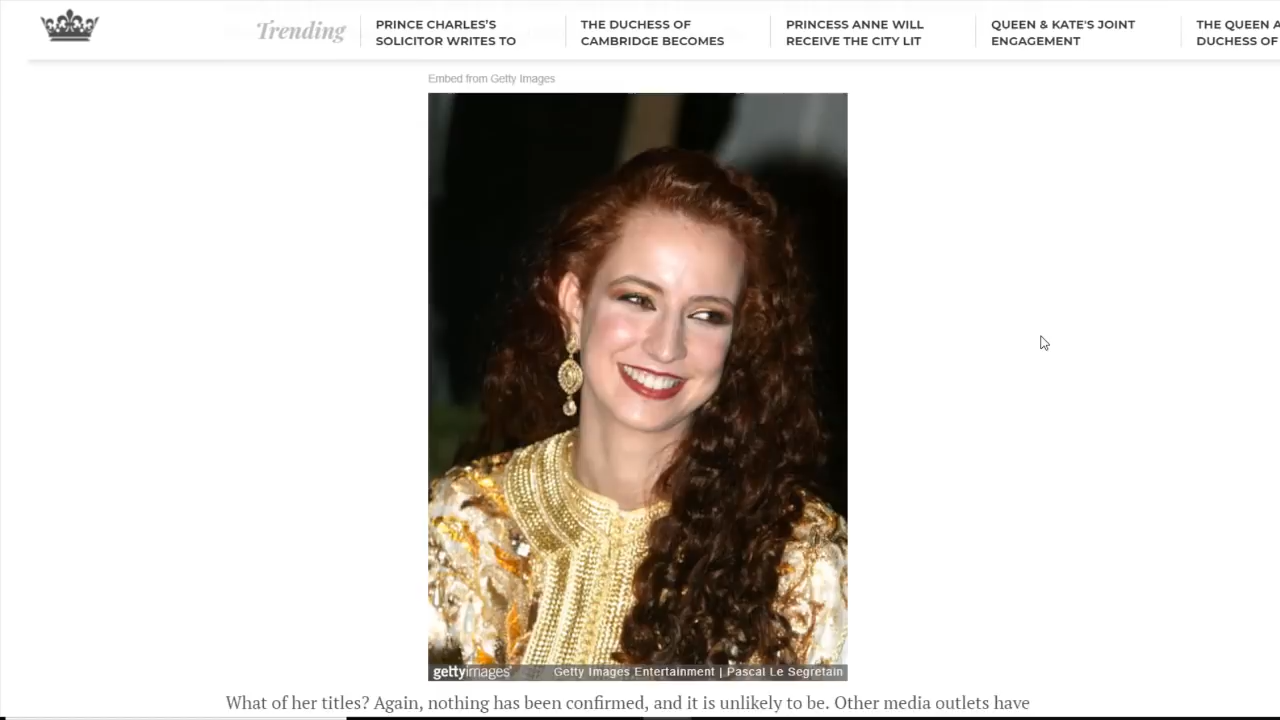 Trending
PRINCE CHARLES'S
SOLICITOR WRITES TO
THE DUCHESS OF
CAMBRIDGE BECOMES
PRINCESS ANNE WILL
RECEIVE THE CITY LIT
QUEEN & KATE'S JOINT
ENGAGEMENT
THE QUEEN A
DUCHESS OF
Embed from Getty Images
gettyimages®
Getty Images Entertainment | Pascal Le Segretain
What of her titles? Again, nothing has been confirmed, and it is unlikely to be. Other media outlets have